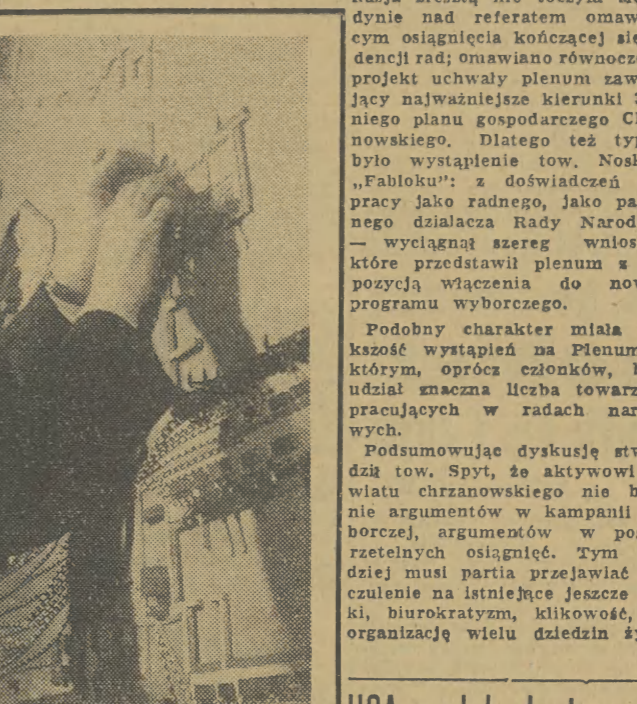 dynie nad referatem omaw
cym osiągnięcia kończącej się
dencji rad; omawiano równocze
projekt uchwały plenum zaw
jący najważniejsze kierunki
niego planu gospodarczego Ch
nowskiego. Dlatego też typ
było wystąpienie tow. Nosk
„Fabloku”: z doświadczeń
pracy jako radnego, jako pa
nego działacza Rady Narod
— wyciągnął szereg wnios
które przedstawił plenum z
pozycją włączenia do nov
programu wyborczego.
Podobny charakter miała
kszość wystąpień na Plenum
którym, oprócz członków, b
udział znaczna liczba towarz
pracujących w radach nar
wych.
Podsumowując dyskusję stw
dził tow. Spyt, że aktywowi
wiatu chrzanowskiego nie b
nie argumentów w kampanii
borczej, argumentów w po
rzetelnych osiągnięć. Tym
dziej musi partia przejawiać
czulenie na istniejące jeszcze
ki, biurokratyzm, klikowość,
organizację wielu dziedzin ży
USA